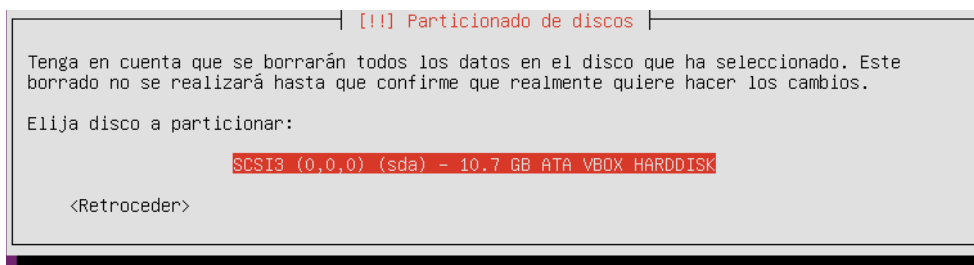 [!!] Particionado de discos
Tenga en cuenta que se borrarán todos los datos en el disco que ha seleccionado. Este
borrado no se realizará hasta que confirme que realmente quiere hacer los cambios.
Elija disco a particionar:
SCSI3 (0,0,0) (sda) - 10.7 GB ATA VBOX HARDDISK
<Retroceder>